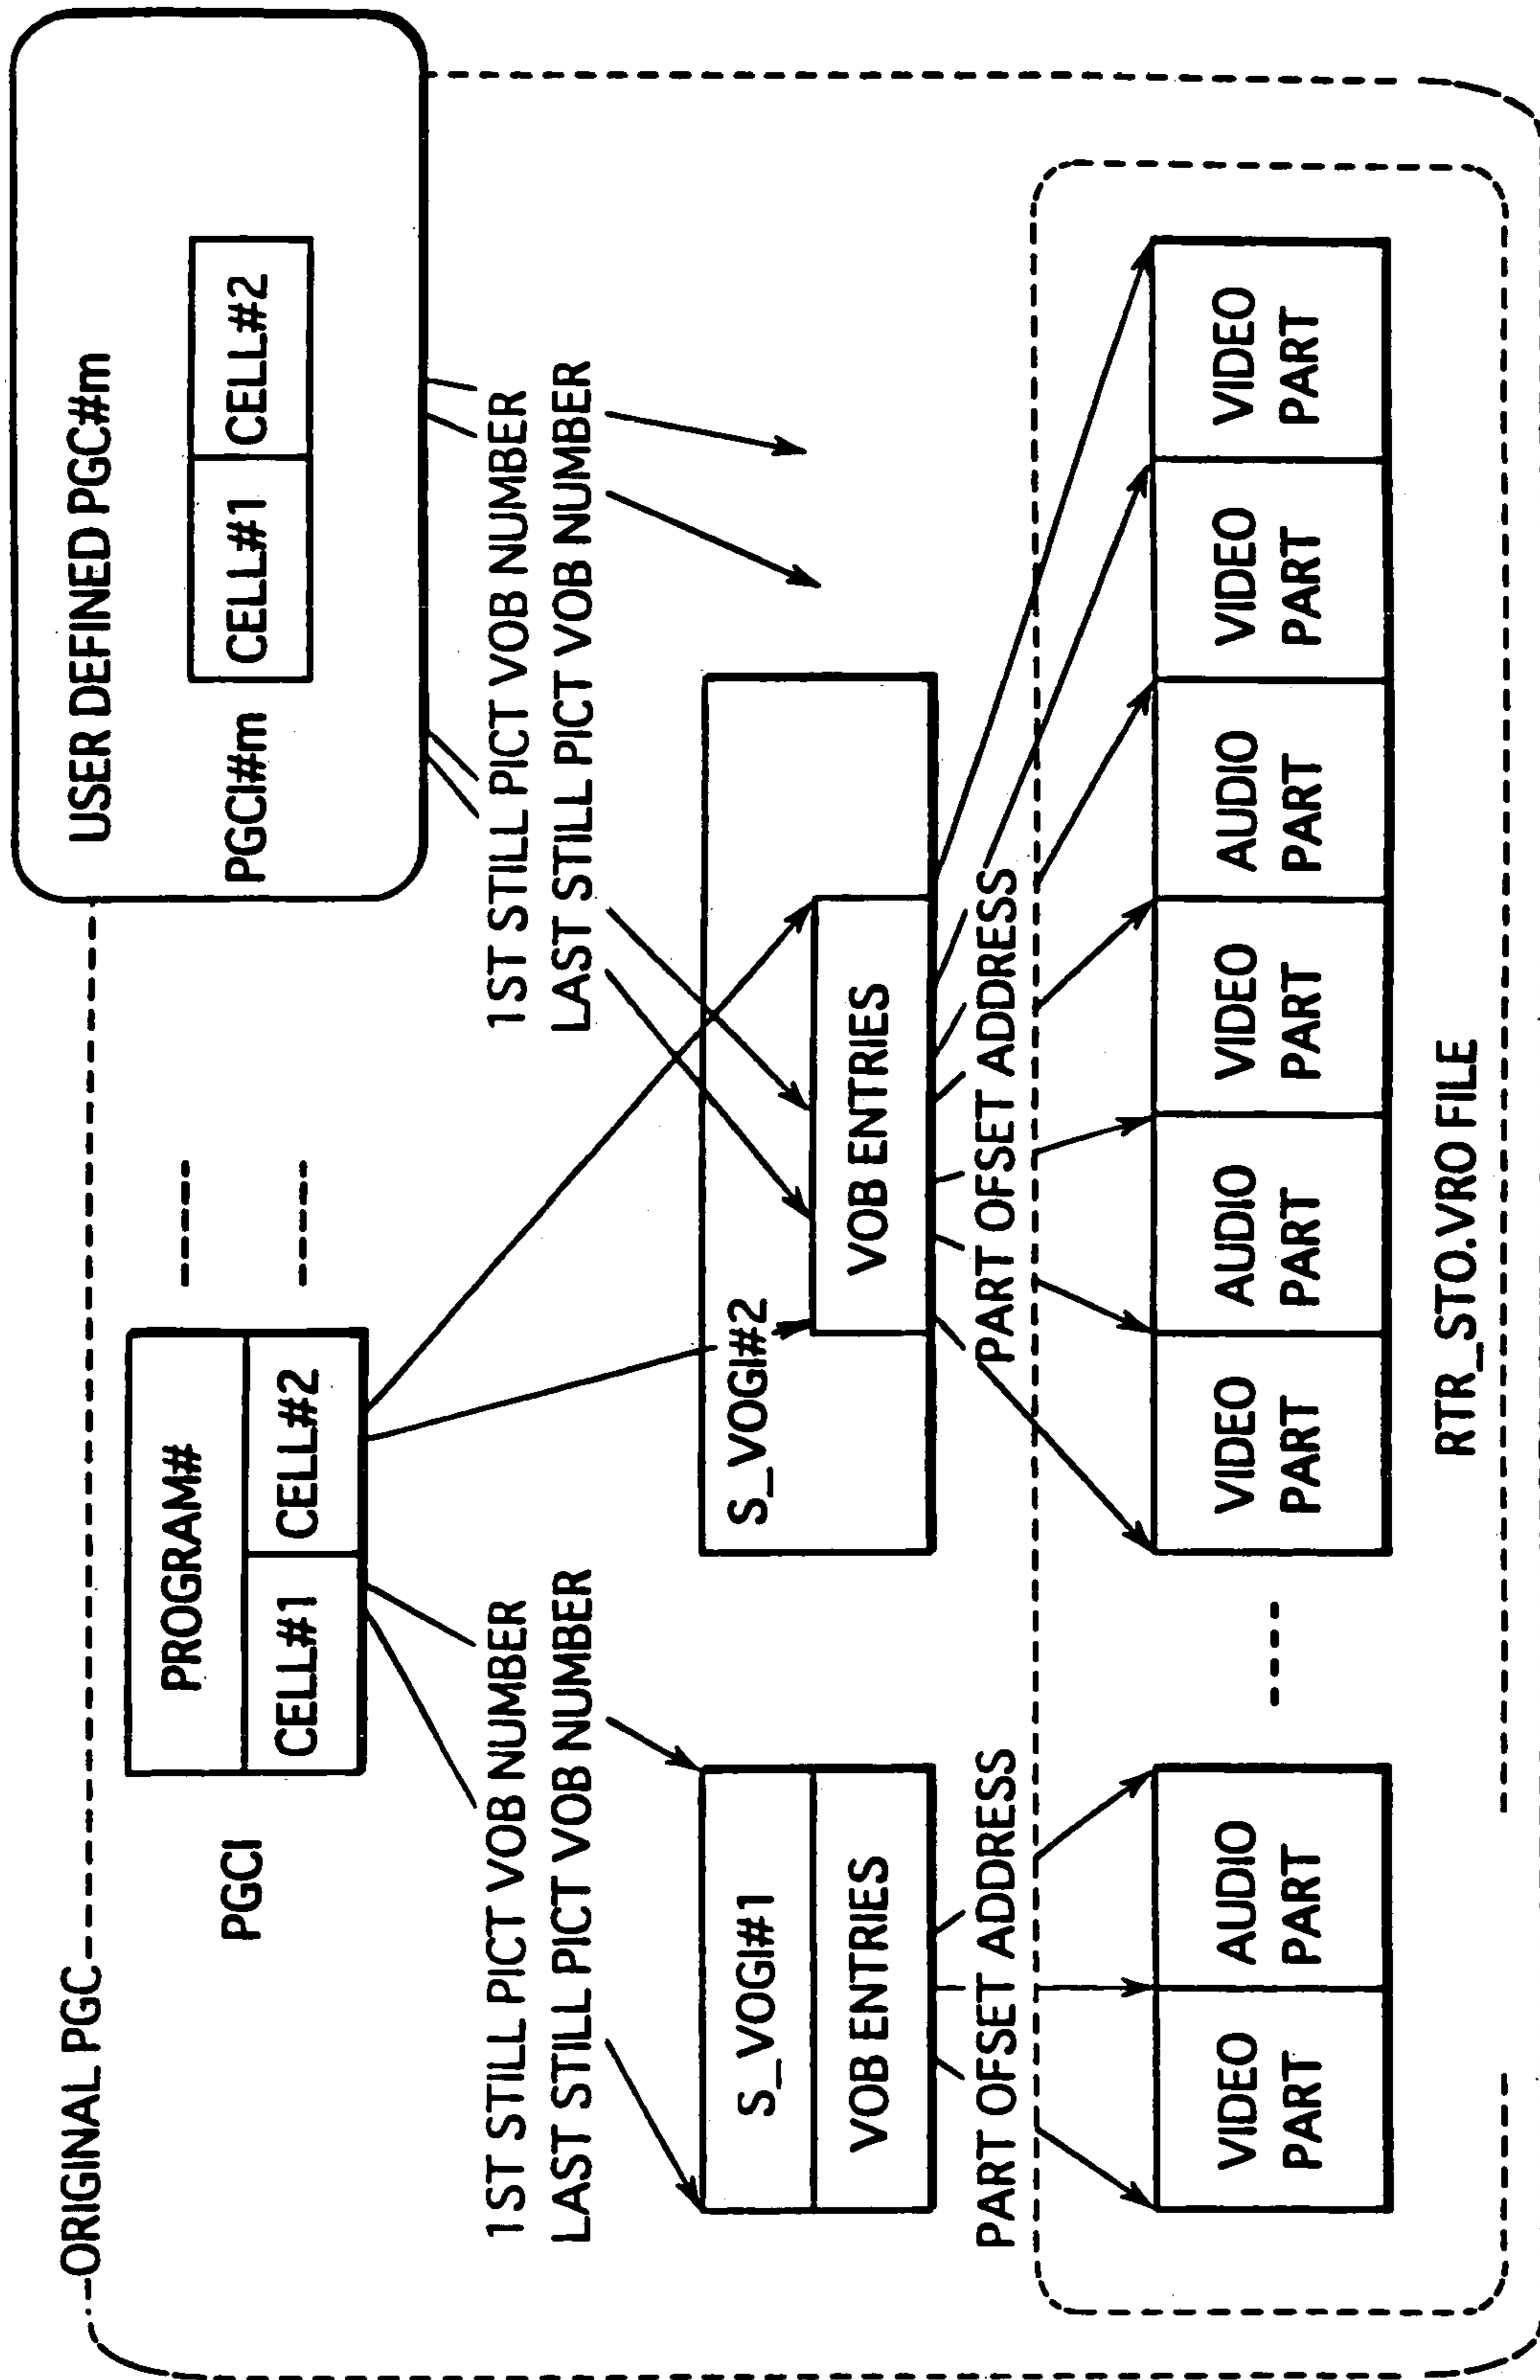 ORIGINAL PGC
USER DEFINED PGC#m
PGCI
PROGRAM#
CELL#1 CELL#2
PGCI#m
CELL#1 CELL#2
1ST STILL PICT VOB NUMBER
LAST STILL PICT VOB NUMBER
1ST STILL PICT VOB NUMBER
LAST STILL PICT VOB NUMBER
S_VOGI#1
VOB ENTRIES
S_VOGI#2
VOB ENTRIES
PART OFSET ADDRESS
PART OFSET ADDRESS
VIDEO
PART
AUDIO
PART
VIDEO
PART
AUDIO
PART
VIDEO
PART
AUDIO
PART
VIDEO
PART
VIDEO
PART
RTR_STO.VRO FILE